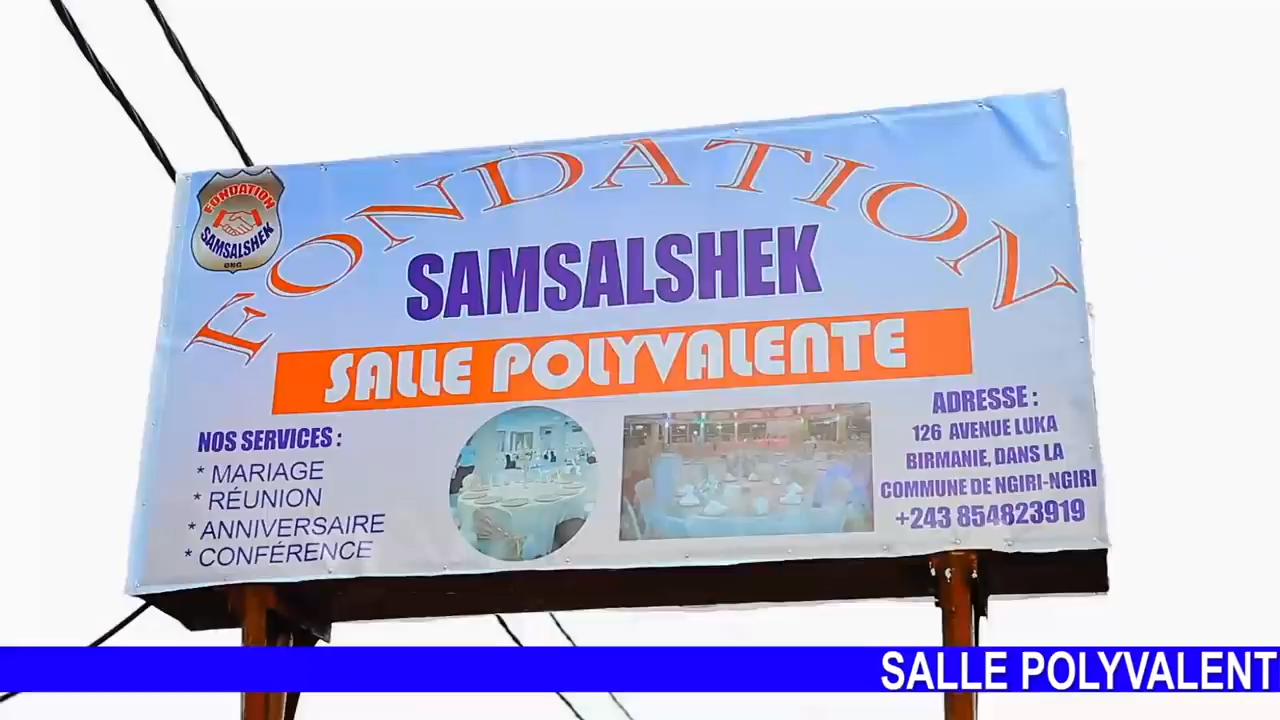 FONDATION
SAMSALSHEK
ONG
FONDATION
SAMSALSHEK
SALLE POLYVALENTE
NOS SERVICES :
* MARIAGE
* RÉUNION
* ANNIVERSAIRE
* CONFÉRENCE
ADRESSE :
126 AVENUE LUKA
BIRMANIE, DANS LA
COMMUNE DE NGIRI-NGIRI
+243 854823919
SALLE POLYVALENT